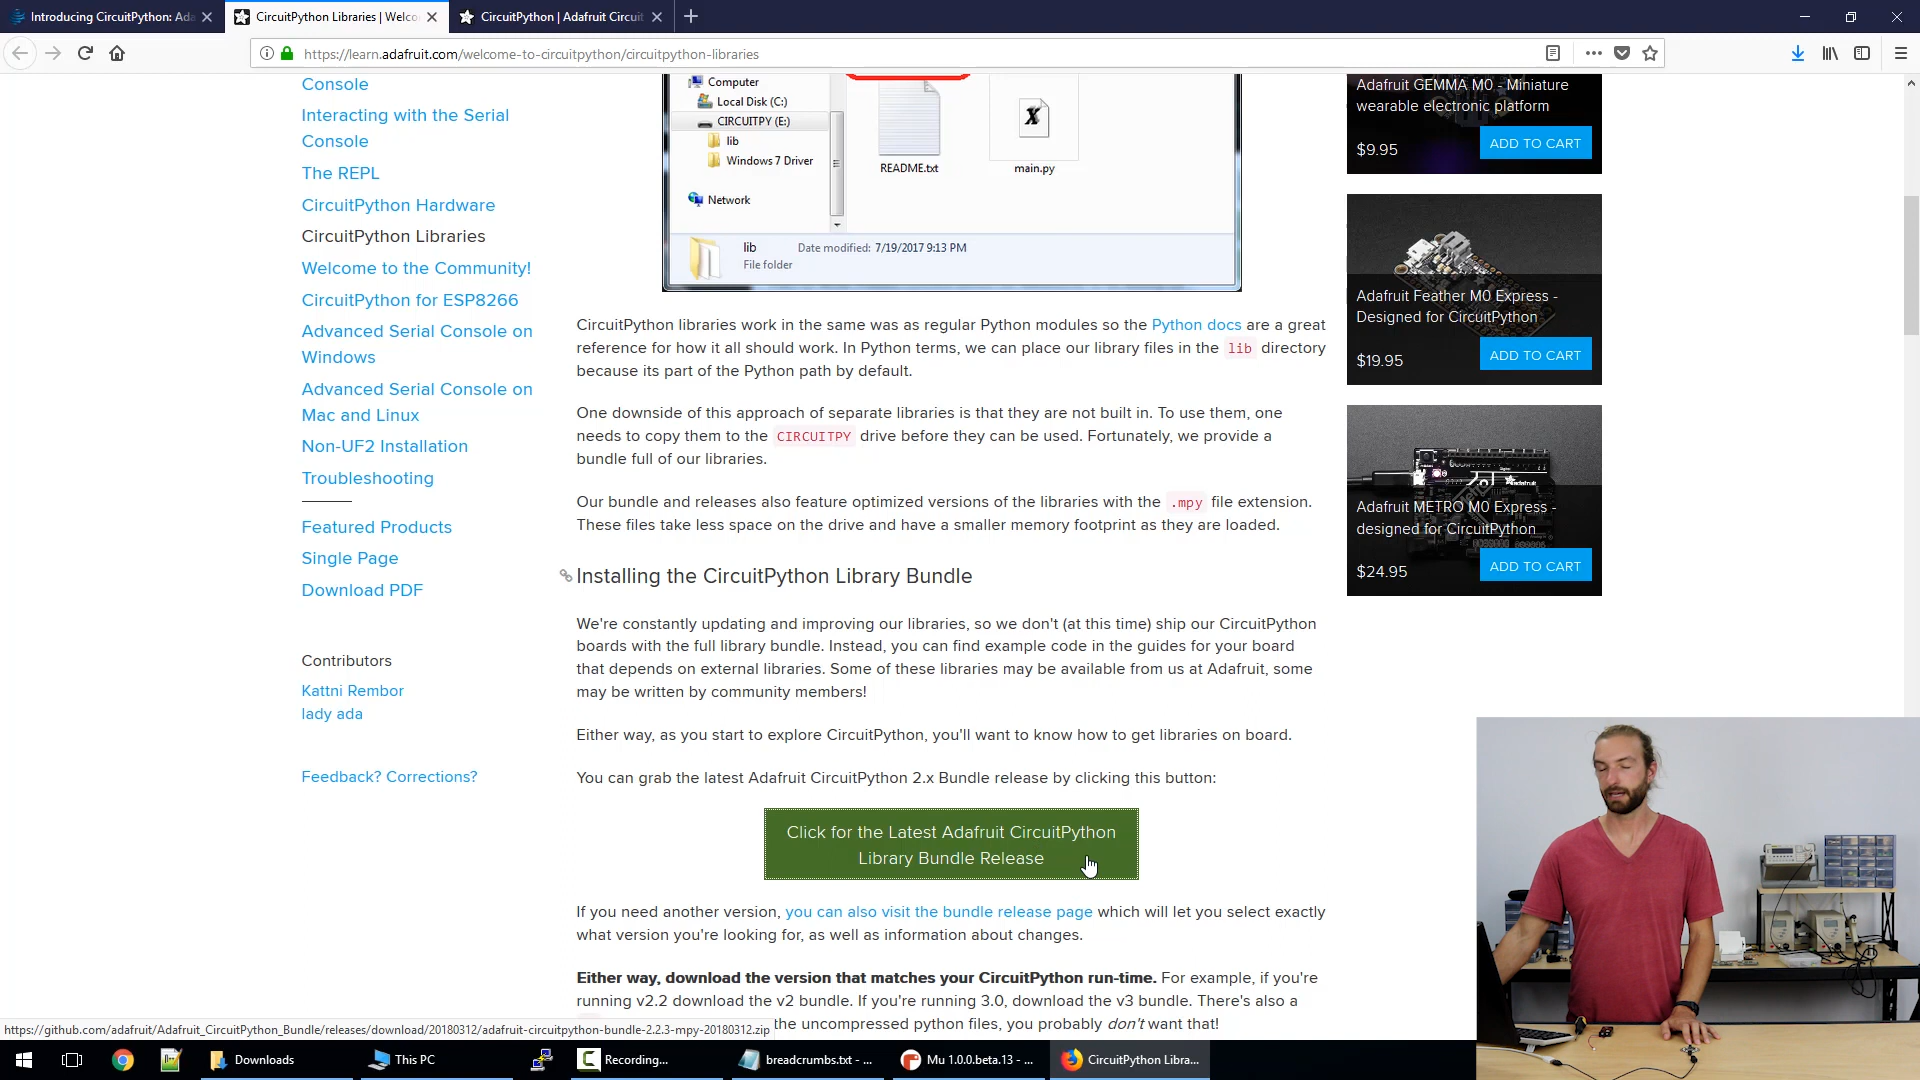 Introducing CircuitPython: Ada
CircuitPython Libraries | Welco
CircuitPython | Adafruit Circuit
https://learn.adafruit.com/welcome-to-circuitpython/circuitpython-libraries
Console
Interacting with the Serial
Console
The REPL
CircuitPython Hardware
CircuitPython Libraries
Welcome to the Community!
CircuitPython for ESP8266
Advanced Serial Console on
Windows
Advanced Serial Console on
Mac and Linux
Non-UF2 Installation
Troubleshooting
Featured Products
Single Page
Download PDF
Contributors
Kattni Rembor
lady ada
Feedback? Corrections?
Computer
Local Disk (C:)
CIRCUITPY (E:)
lib
Windows 7 Driver
Network
README.txt
main.py
lib
Date modified: 7/19/2017 9:13 PM
File folder
CircuitPython libraries work in the same was as regular Python modules so the Python docs are a great
reference for how it all should work. In Python terms, we can place our library files in the lib directory
because its part of the Python path by default.
One downside of this approach of separate libraries is that they are not built in. To use them, one
needs to copy them to the CIRCUITPY drive before they can be used. Fortunately, we provide a
bundle full of our libraries.
Our bundle and releases also feature optimized versions of the libraries with the .mpy file extension.
These files take less space on the drive and have a smaller memory footprint as they are loaded.
Installing the CircuitPython Library Bundle
We're constantly updating and improving our libraries, so we don't (at this time) ship our CircuitPython
boards with the full library bundle. Instead, you can find example code in the guides for your board
that depends on external libraries. Some of these libraries may be available from us at Adafruit, some
may be written by community members!
Either way, as you start to explore CircuitPython, you'll want to know how to get libraries on board.
You can grab the latest Adafruit CircuitPython 2.x Bundle release by clicking this button:
Click for the Latest Adafruit CircuitPython
Library Bundle Release
If you need another version, you can also visit the bundle release page which will let you select exactly
what version you're looking for, as well as information about changes.
Either way, download the version that matches your CircuitPython run-time. For example, if you're
running v2.2 download the v2 bundle. If you're running 3.0, download the v3 bundle. There's also a
the uncompressed python files, you probably don't want that!
Adafruit GEMMA M0 - Miniature
wearable electronic platform
$9.95
ADD TO CART
Adafruit Feather M0 Express -
Designed for CircuitPython
$19.95
ADD TO CART
Adafruit METRO M0 Express -
designed for CircuitPython
$24.95
ADD TO CART
https://github.com/adafruit/Adafruit_CircuitPython_Bundle/releases/download/20180312/adafruit-circuitpython-bundle-2.2.3-mpy-20180312.zip
Downloads
This PC
Recording...
breadcrumbs.txt - ...
Mu 1.0.0.beta.13 - ...
CircuitPython Libra...